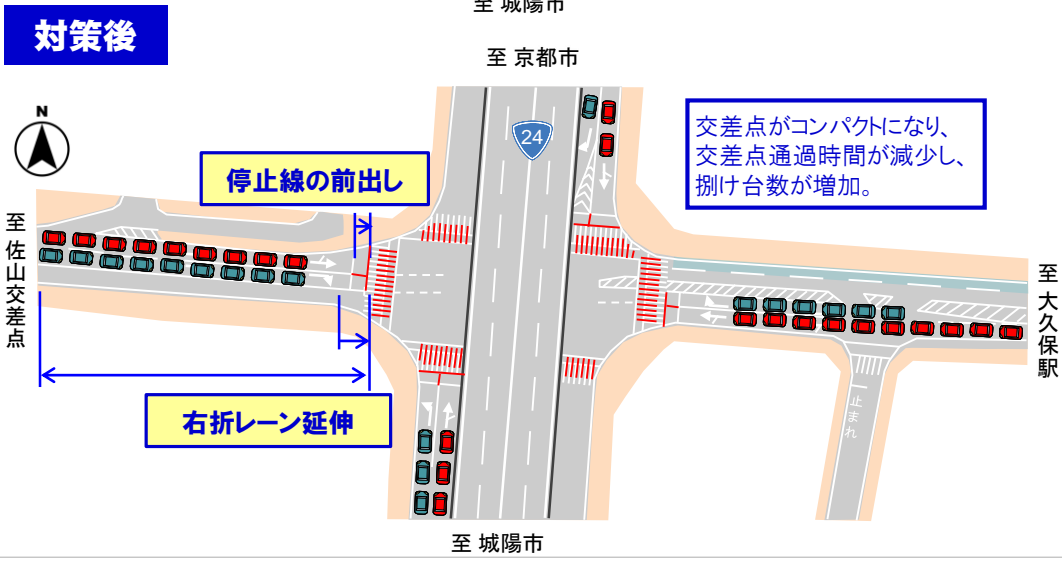 至 城陽市
対策後
至 京都市
N
24
交差点がコンパクトになり、
交差点通過時間が減少し、
捌け台数が増加。
停止線の前出し
至 佐山交差点
至 大久保駅
右折レーン延伸
止まれ
至 城陽市